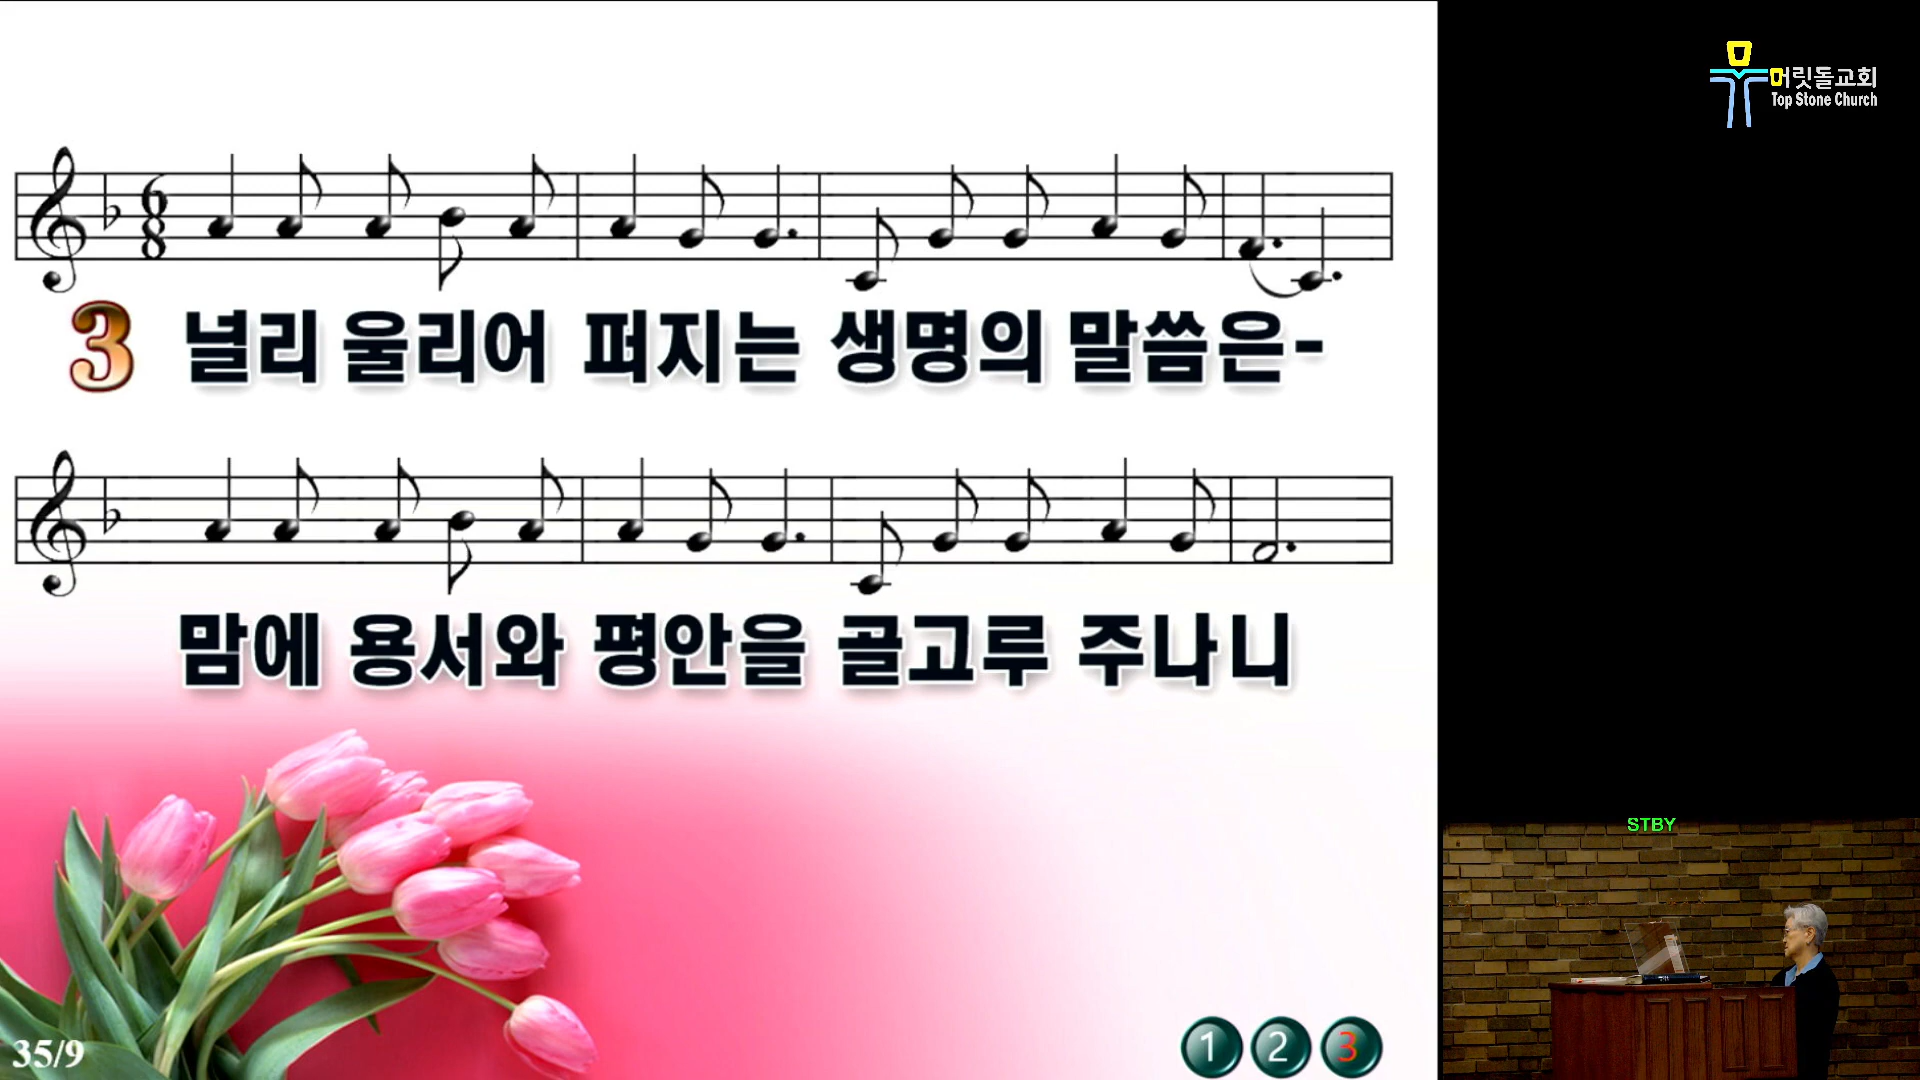 머릿돌교회
Top Stone Church
3 널리 울리어 퍼지는 생명의 말씀은-
맘에 용서와 평안을 골고루 주나니
STBY
35/9
1 2 3